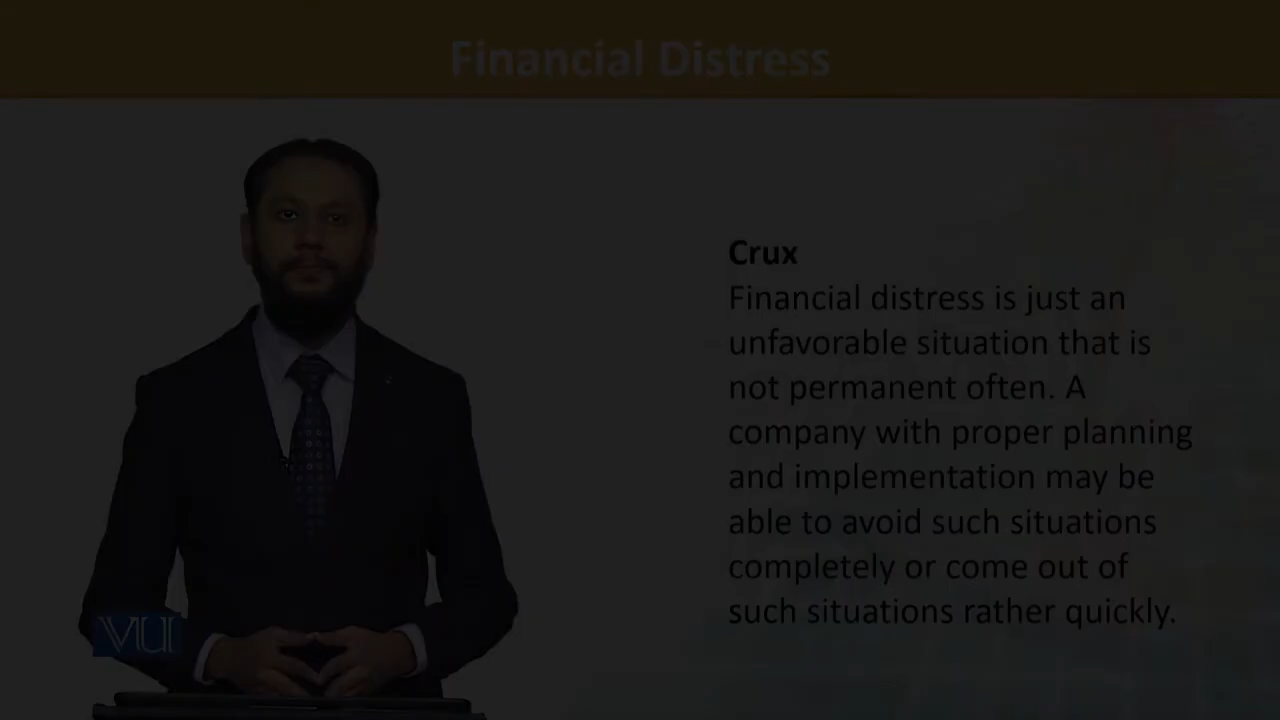 Financial Distress
Crux
Financial distress is just an
unfavorable situation that is
not permanent often. A
company with proper planning
and implementation may be
able to avoid such situations
completely or come out of
such situations rather quickly.
VU